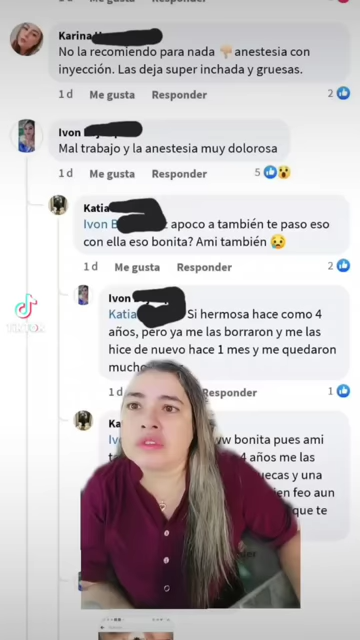 Me gusta
Responder
Karina
No la recomiendo para nada 👇🏻 anestesia con
inyección. Las deja super inchada y gruesas.
1 d Me gusta Responder 2
Ivon
Mal trabajo y la anestesia muy dolorosa
1 d Me gusta Responder 5
Katia
Ivon B apoco a también te paso eso
con ella eso bonita? Ami también 😢
1 d Me gusta Responder 2
Ivon
Katia Si hermosa hace como 4
años, pero ya me las borraron y me las
hice de nuevo hace 1 mes y me quedaron
mucho
1 d Responder 1
Ka
bonita pues ami
4 años me las
y una
feo aun
que te
TikTok